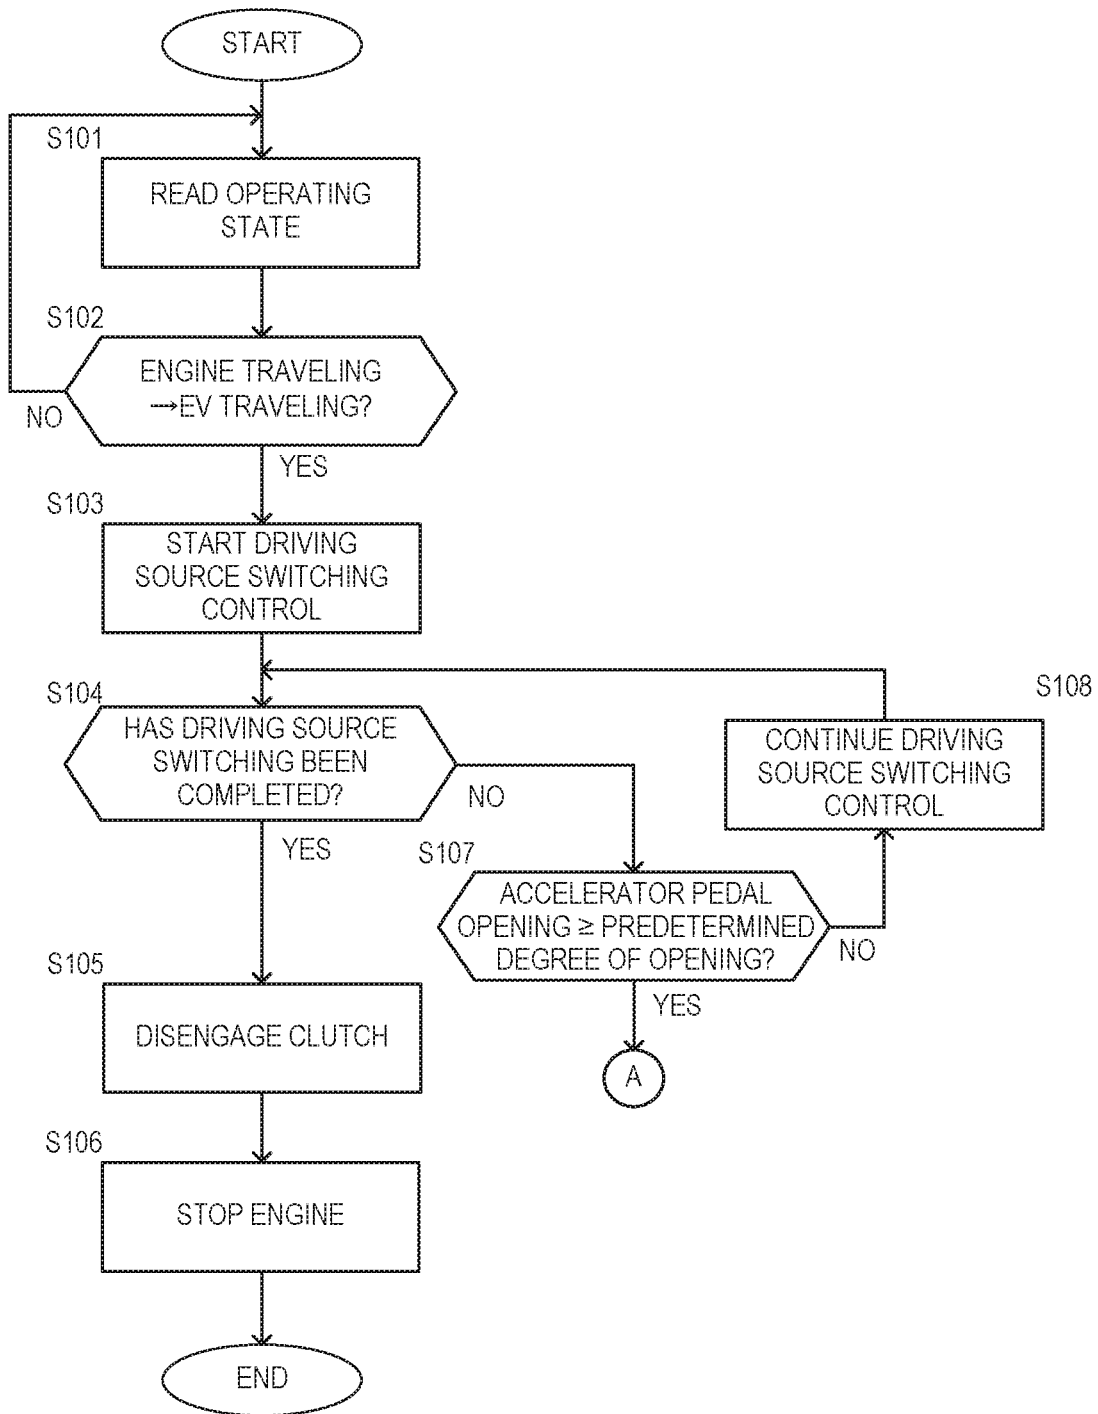 START
S101
READ OPERATING
STATE
S102
ENGINE TRAVELING
→EV TRAVELING?
NO
YES
S103
START DRIVING
SOURCE SWITCHING
CONTROL
S104
HAS DRIVING SOURCE
SWITCHING BEEN
COMPLETED?
NO
YES
S108
CONTINUE DRIVING
SOURCE SWITCHING
CONTROL
S107
ACCELERATOR PEDAL
OPENING ≥ PREDETERMINED
DEGREE OF OPENING?
NO
YES
A
S105
DISENGAGE CLUTCH
S106
STOP ENGINE
END